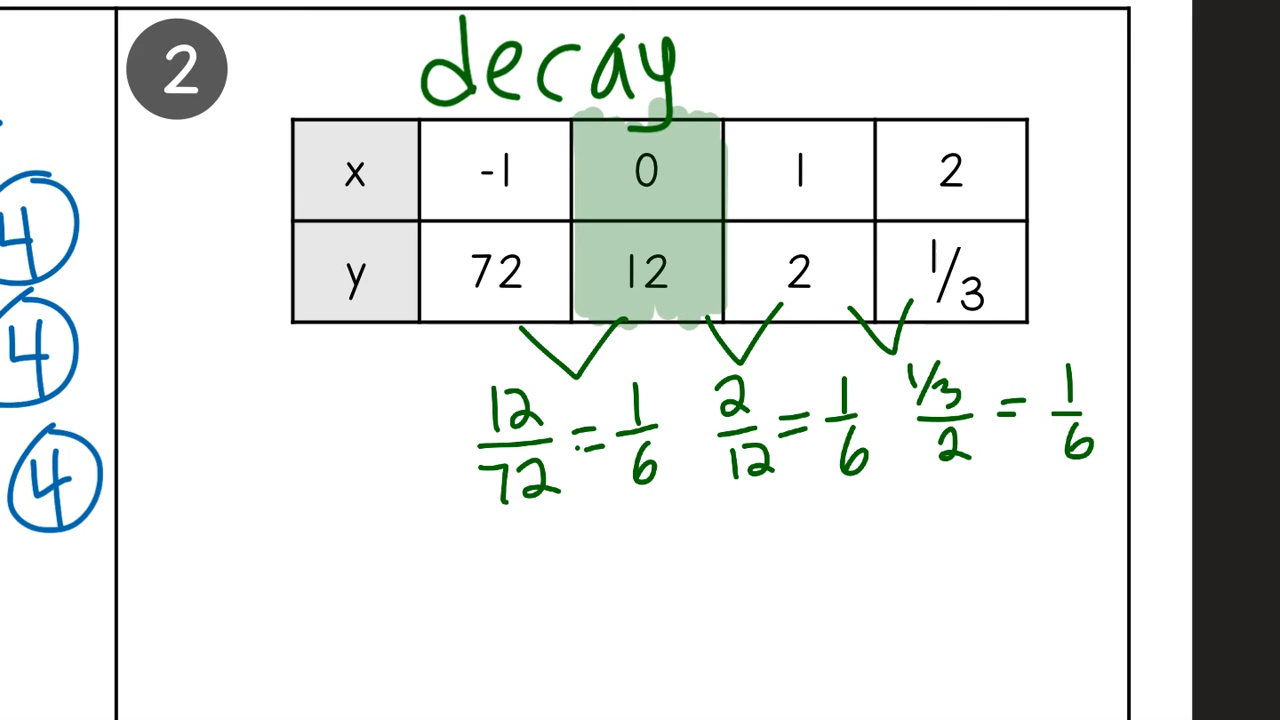 2
decay
x -1 0 1 2
y 72 12 2 1/3
12/72 = 1/6 2/12 = 1/6 1/3/2 = 1/6
4
4
4